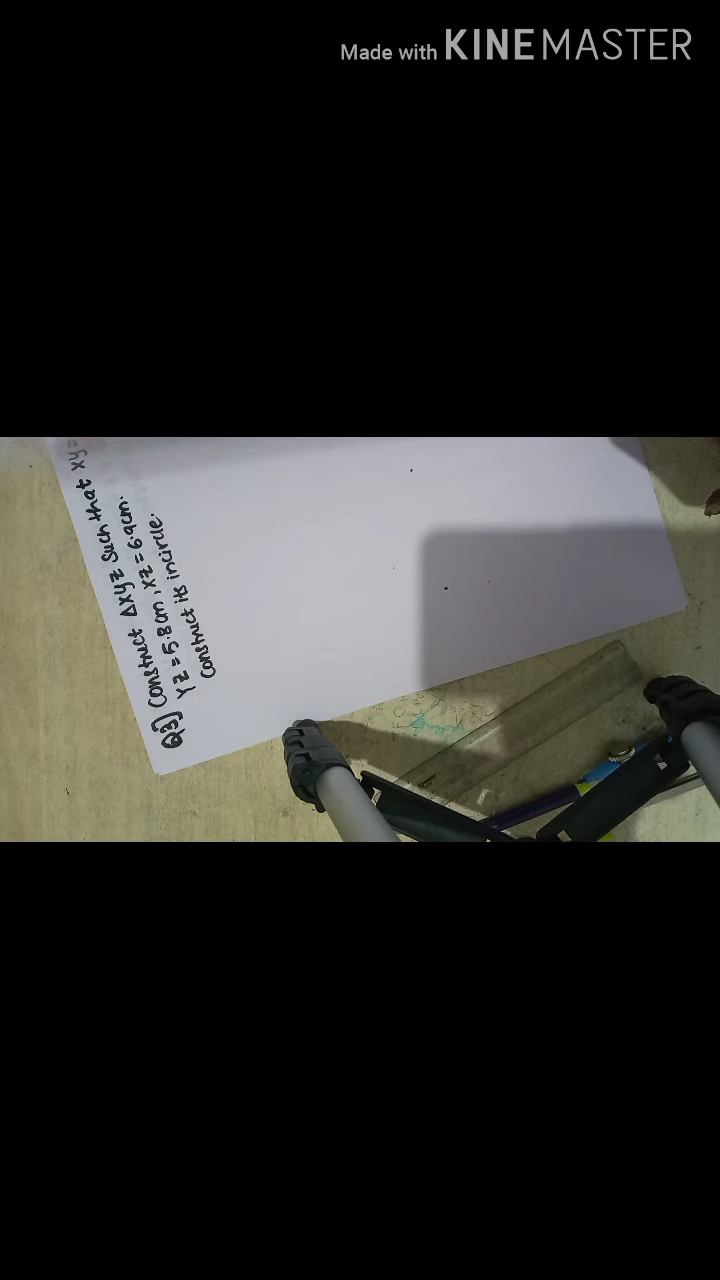 Made with KINEMASTER
Q3] Construct ΔXYZ such that XY=
YZ = 5.8cm, XZ = 6.9cm.
Construct its incircle.